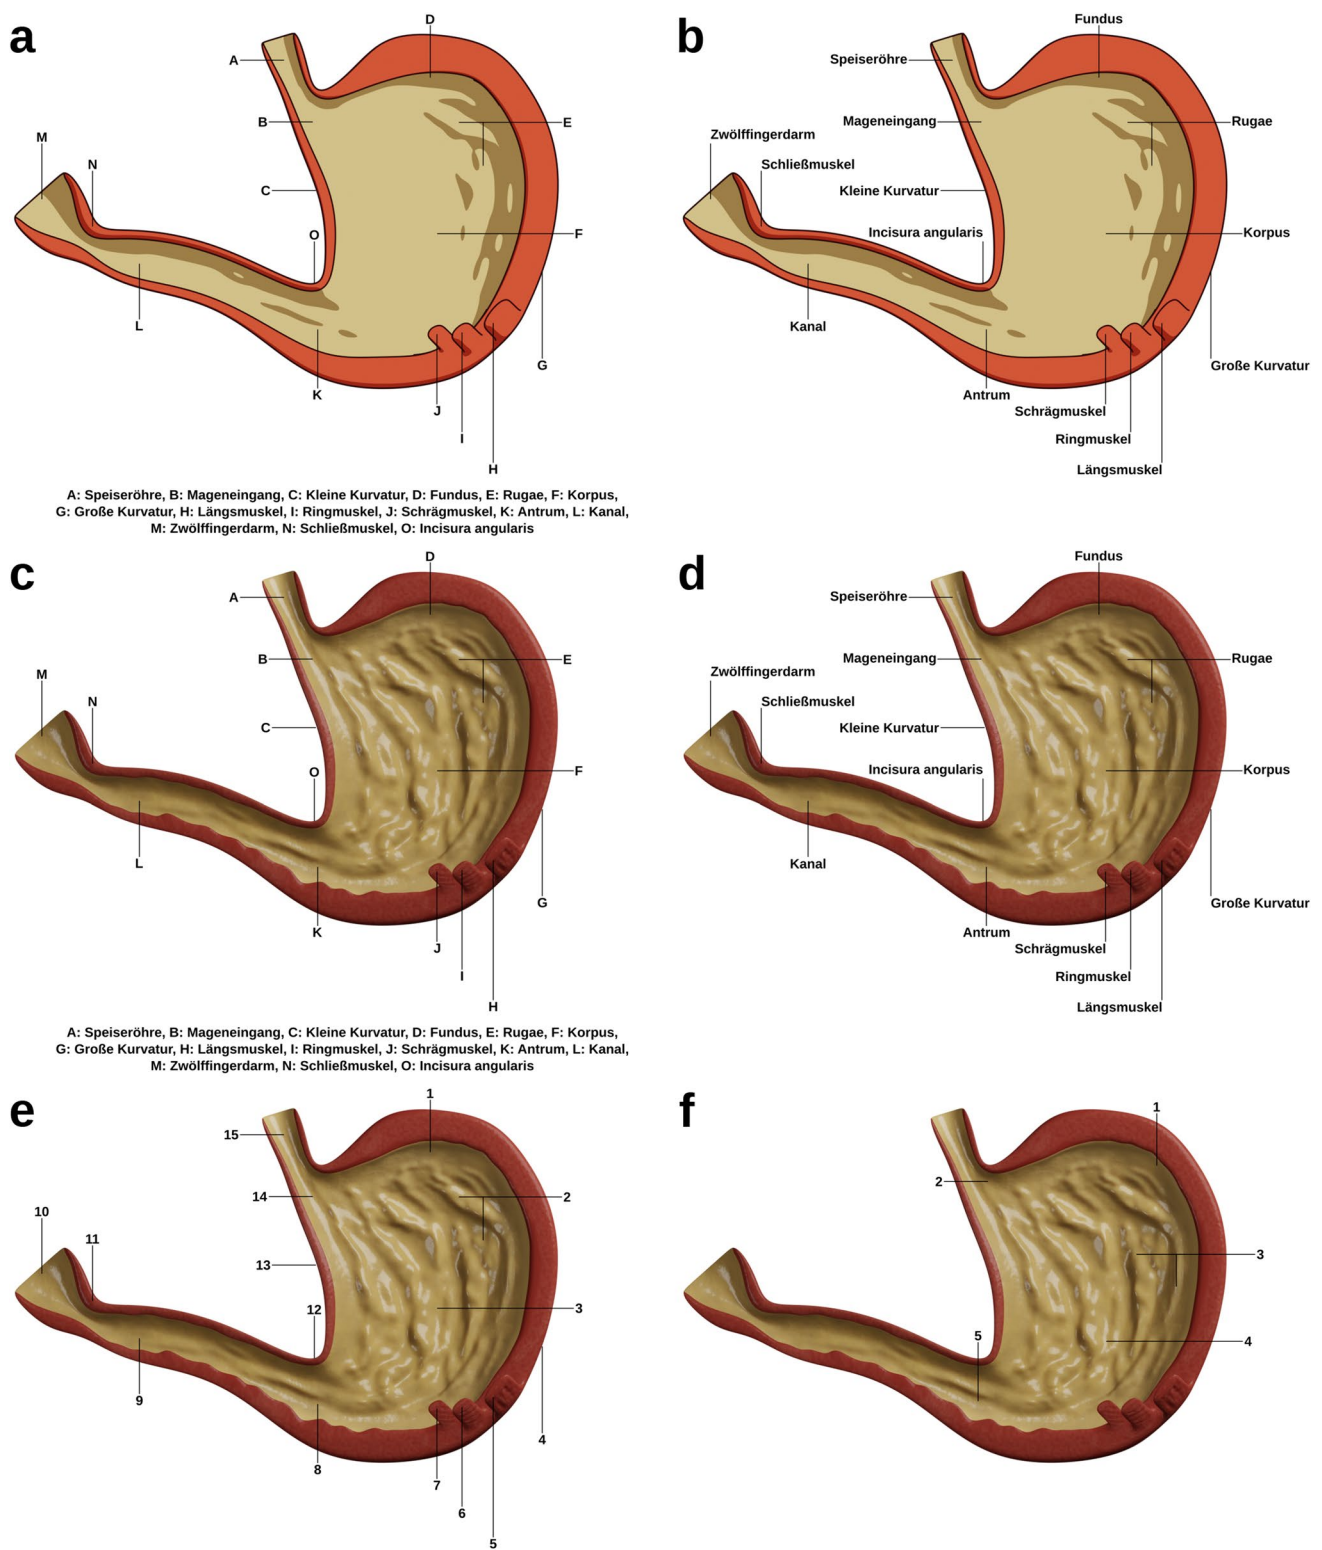 a
D
A
B
E
M
N
C
O
F
L
G
K
J
I
H
A: Speiseröhre, B: Mageneingang, C: Kleine Kurvatur, D: Fundus, E: Rugae, F: Korpus,
G: Große Kurvatur, H: Längsmuskel, I: Ringmuskel, J: Schrägmuskel, K: Antrum, L: Kanal,
M: Zwölffingerdarm, N: Schließmuskel, O: Incisura angularis
b
Fundus
Speiseröhre
Mageneingang
Rugae
Zwölffingerdarm
Schließmuskel
Kleine Kurvatur
Incisura angularis
Korpus
Kanal
Große Kurvatur
Antrum
Schrägmuskel
Ringmuskel
Längsmuskel
c
D
A
B
E
M
N
C
O
F
L
G
K
J
I
H
A: Speiseröhre, B: Mageneingang, C: Kleine Kurvatur, D: Fundus, E: Rugae, F: Korpus,
G: Große Kurvatur, H: Längsmuskel, I: Ringmuskel, J: Schrägmuskel, K: Antrum, L: Kanal,
M: Zwölffingerdarm, N: Schließmuskel, O: Incisura angularis
d
Fundus
Speiseröhre
Mageneingang
Rugae
Zwölffingerdarm
Schließmuskel
Kleine Kurvatur
Incisura angularis
Korpus
Kanal
Große Kurvatur
Antrum
Schrägmuskel
Ringmuskel
Längsmuskel
e
1
15
14
2
10
11
13
12
3
9
4
8
7
6
5
f
1
2
3
5
4